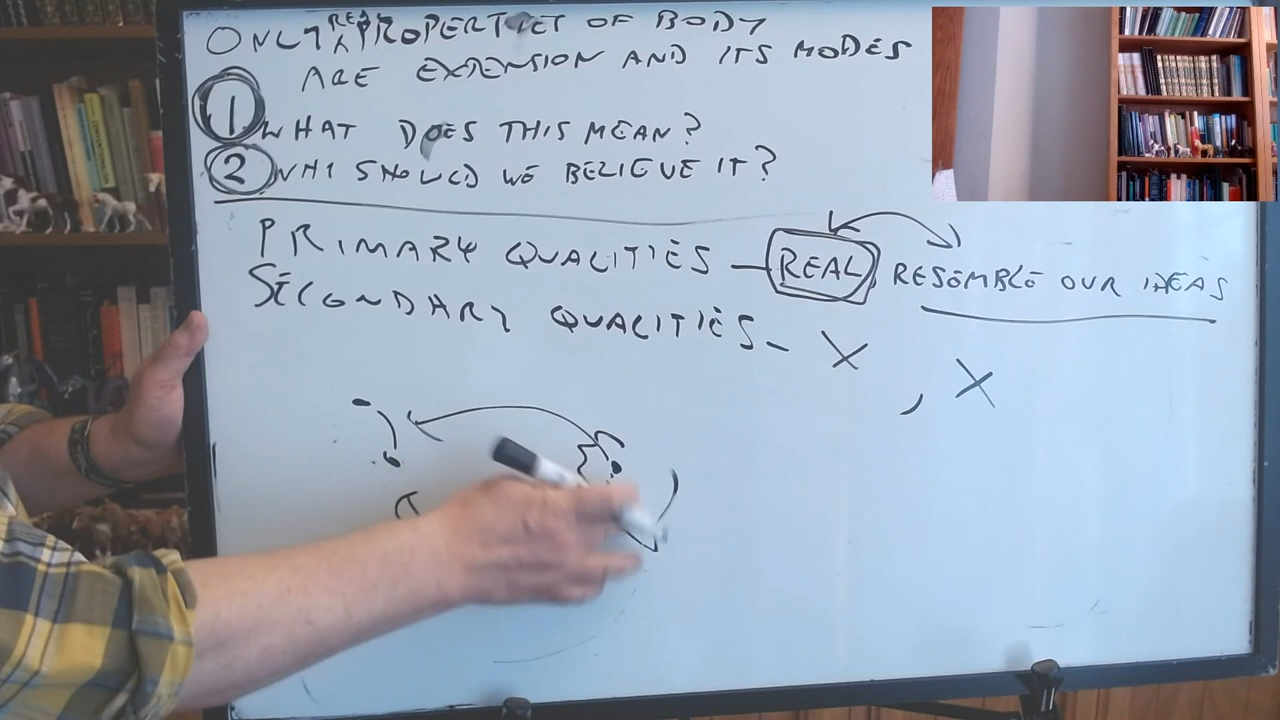 ONLY REAL PROPERTIES OF BODY
ARE EXTENSION AND ITS MODES
1 WHAT DOES THIS MEAN?
2 WHY SHOULD WE BELIEVE IT?
PRIMARY QUALITIES – REAL, RESEMBLE OUR IDEAS
SECONDARY QUALITIES – X , X